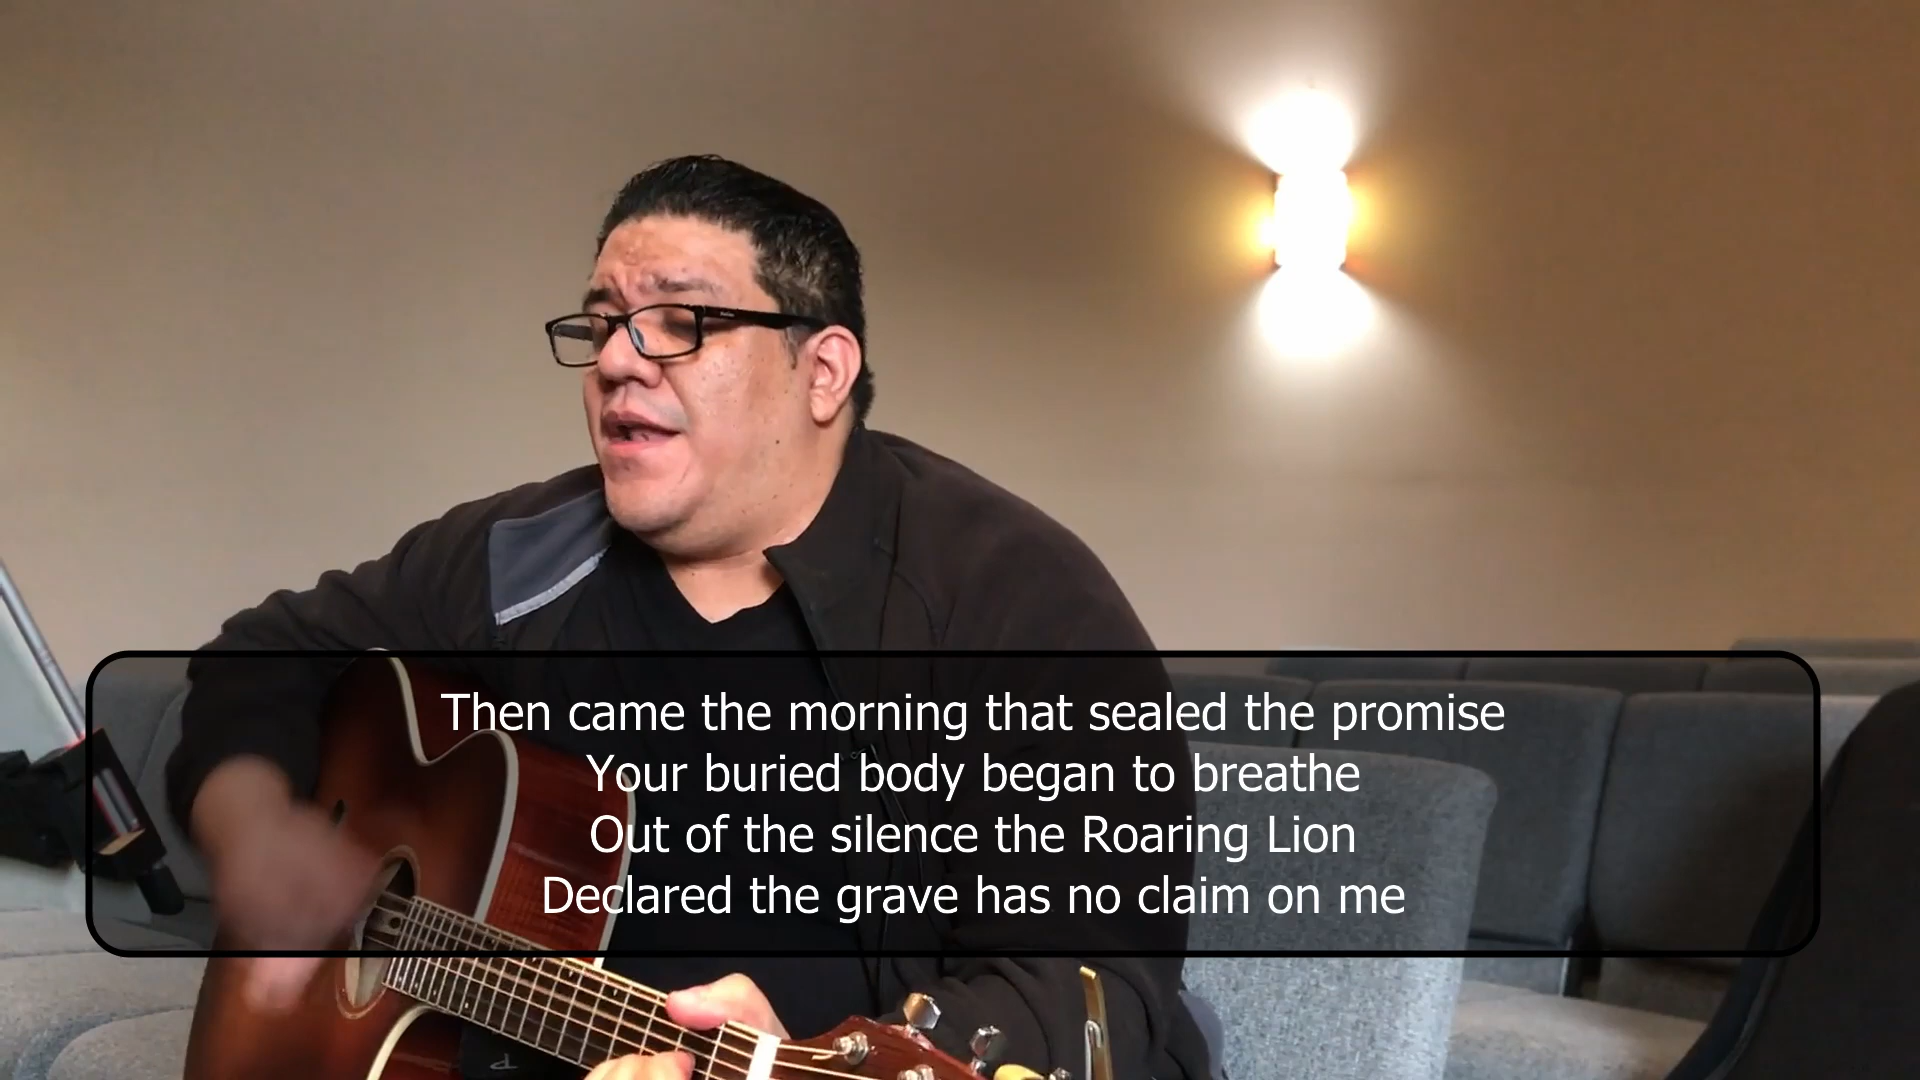 Then came the morning that sealed the promise
Your buried body began to breathe
Out of the silence the Roaring Lion
Declared the grave has no claim on me